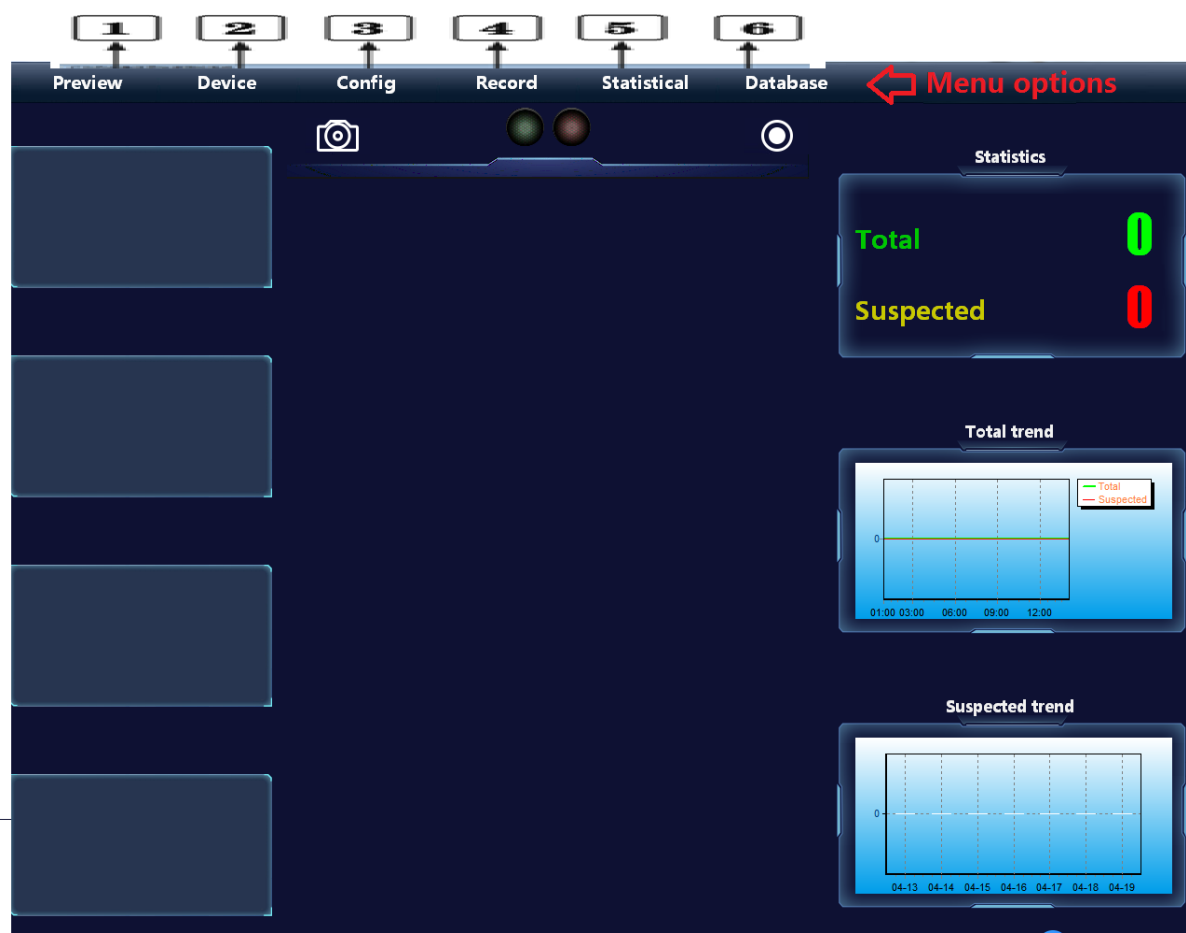 1 2 3 4 5 6
Preview Device Config Record Statistical Database Menu options
Statistics
Total 0
Suspected 0
Total trend
Total
Suspected
0
01:00 03:00 06:00 09:00 12:00
Suspected trend
0
04-13 04-14 04-15 04-16 04-17 04-18 04-19